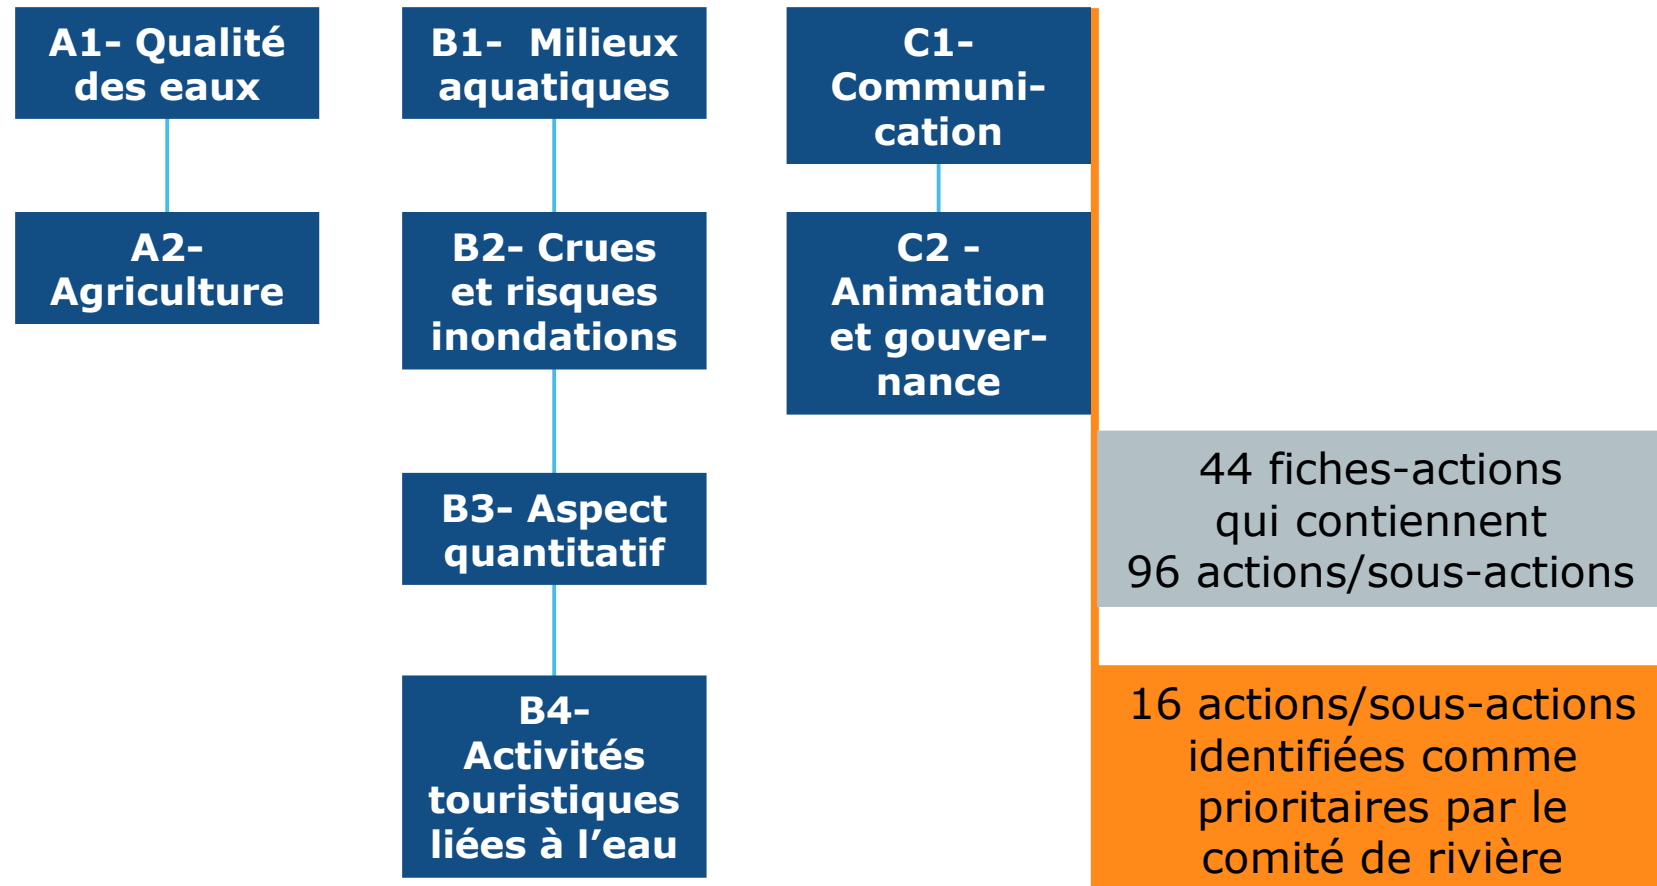 A1- Qualité
des eaux
A2-
Agriculture
B1-  Milieux
aquatiques
B2- Crues
et risques
inondations
B3- Aspect
quantitatif
B4-
Activités
touristiques
liées à l’eau
C1-
Communi-
cation
C2 -
Animation
et gouver-
nance
44 fiches-actions
qui contiennent
96 actions/sous-actions
16 actions/sous-actions
identifiées comme
prioritaires par le
comité de rivière